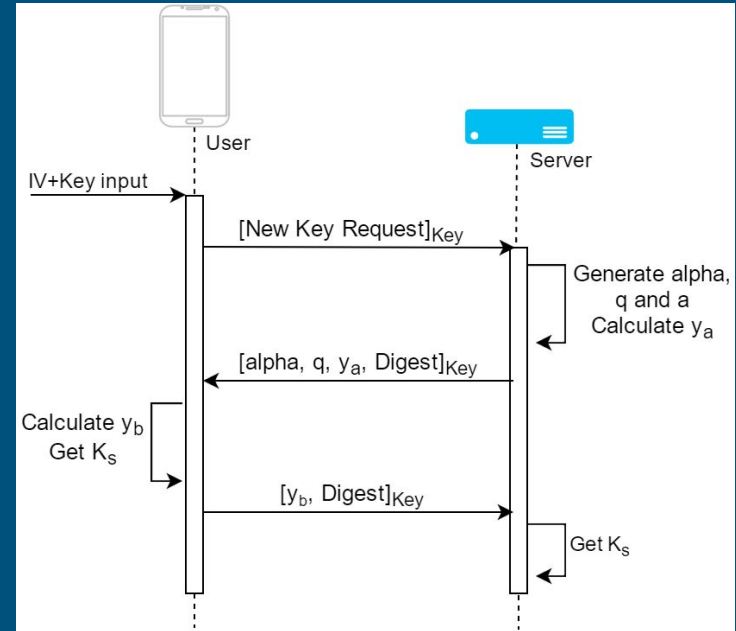 User
Server
IV+Key input
[New Key Request]Key
Generate alpha,
q and a
Calculate ya
[alpha, q, ya, Digest]Key
Calculate yb
Get Ks
[yb, Digest]Key
Get Ks